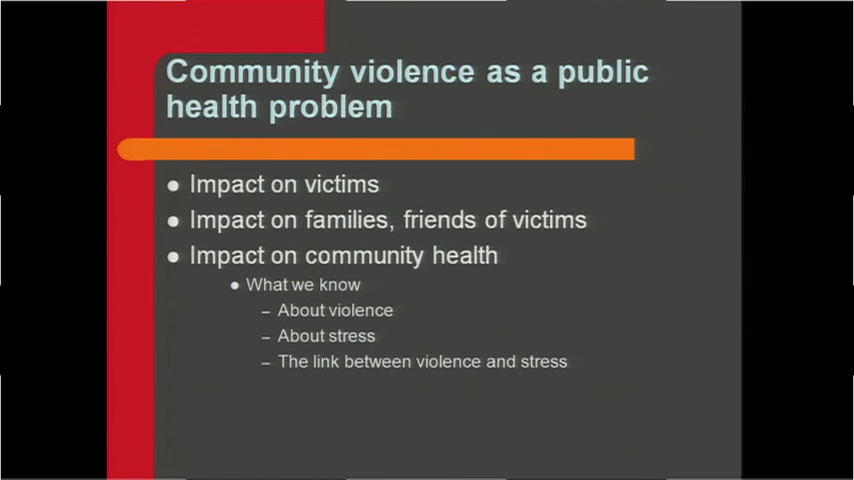 Community violence as a public
health problem
● Impact on victims
● Impact on families, friends of victims
● Impact on community health
● What we know
– About violence
– About stress
– The link between violence and stress